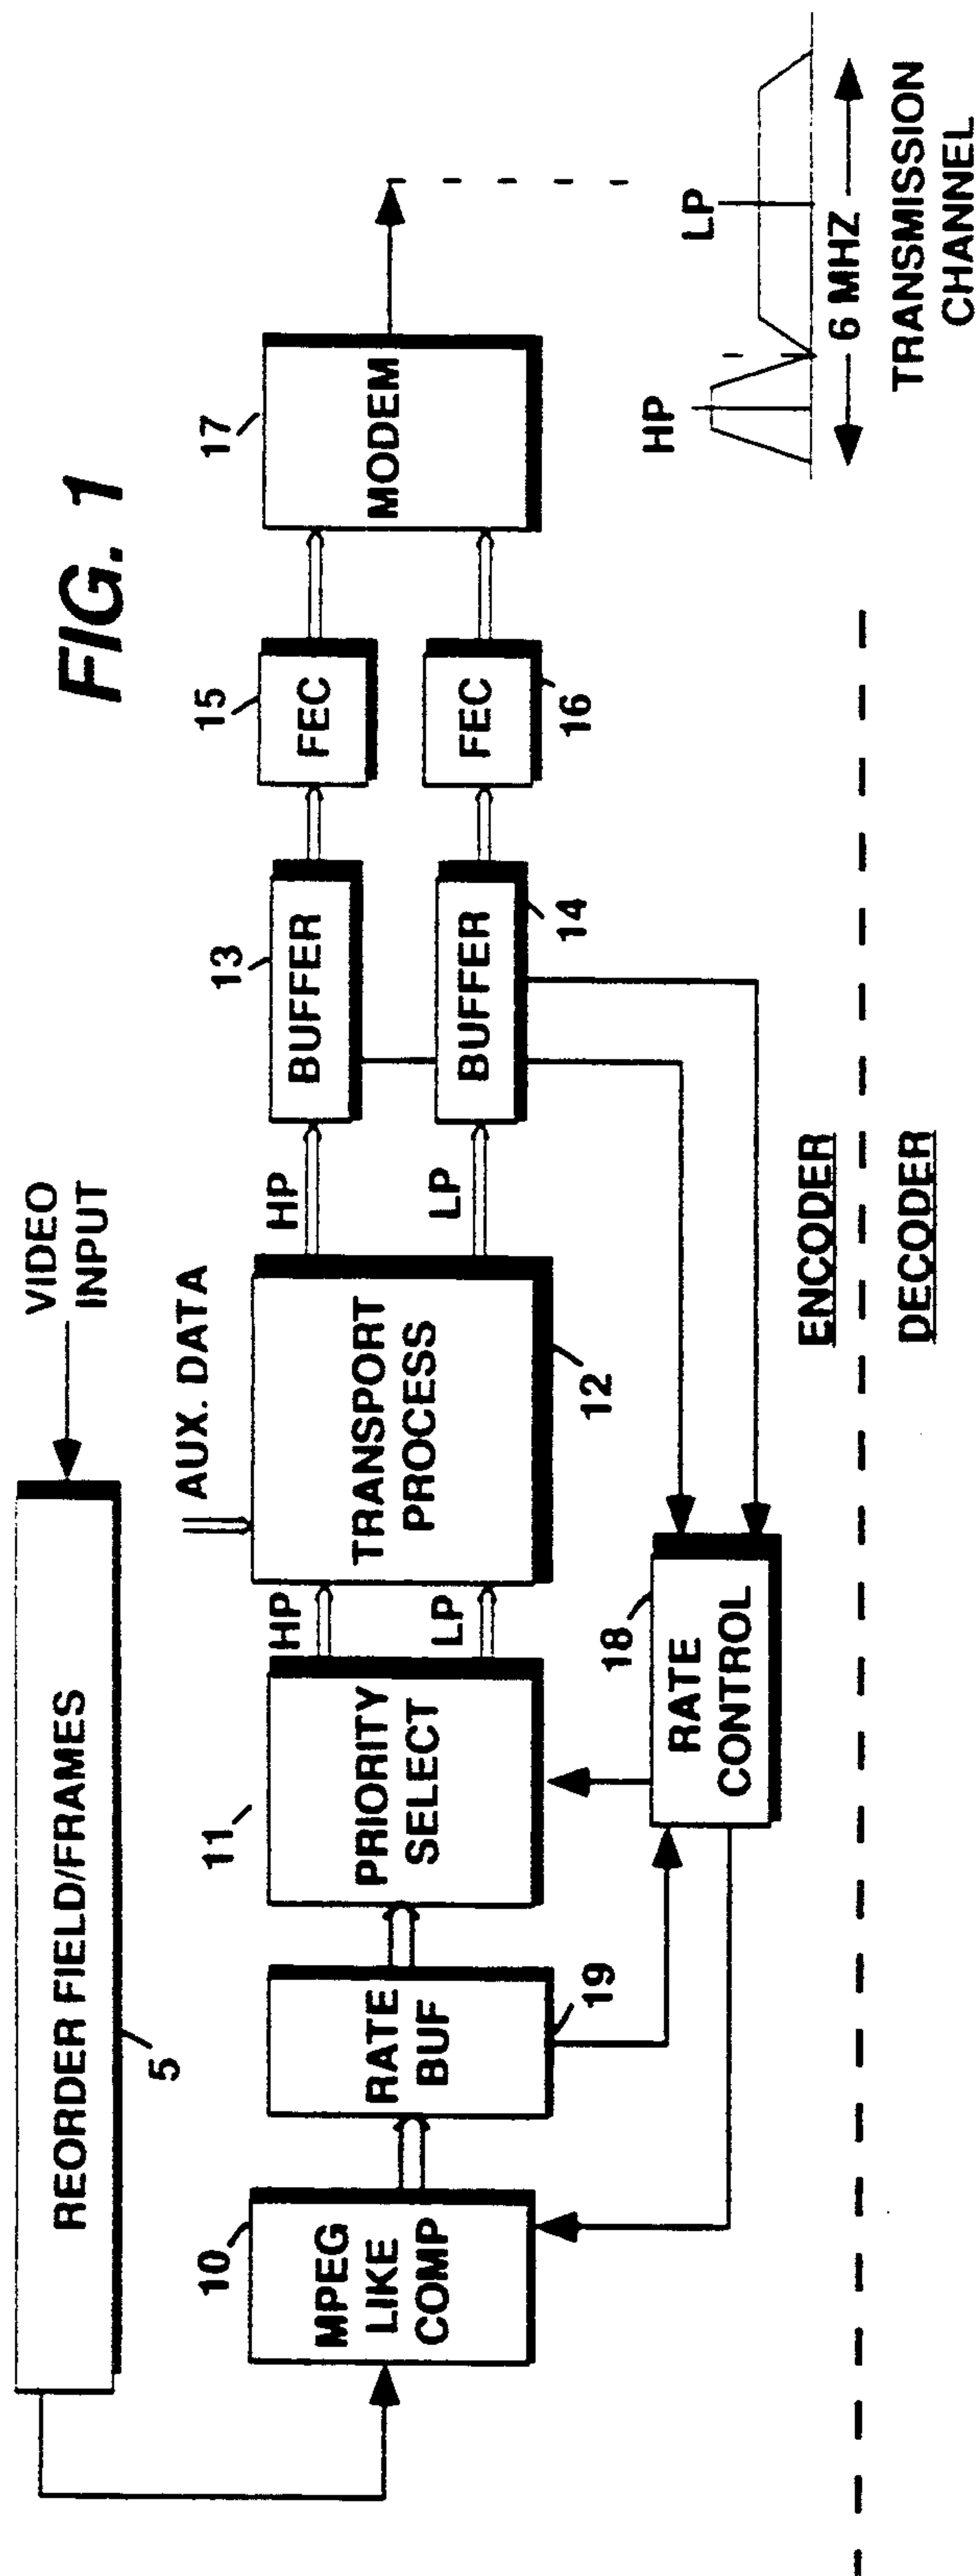 FIG. 1
VIDEO
INPUT
REORDER FIELD/FRAMES
5
AUX. DATA
10
MPEG
LIKE
COMP
RATE
BUF
19
11
PRIORITY
SELECT
HP
LP
TRANSPORT
PROCESS
12
HP
LP
13
BUFFER
BUFFER
14
15
FEC
FEC
16
17
MODEM
18
RATE
CONTROL
HP
LP
6 MHZ
TRANSMISSION
CHANNEL
ENCODER
DECODER